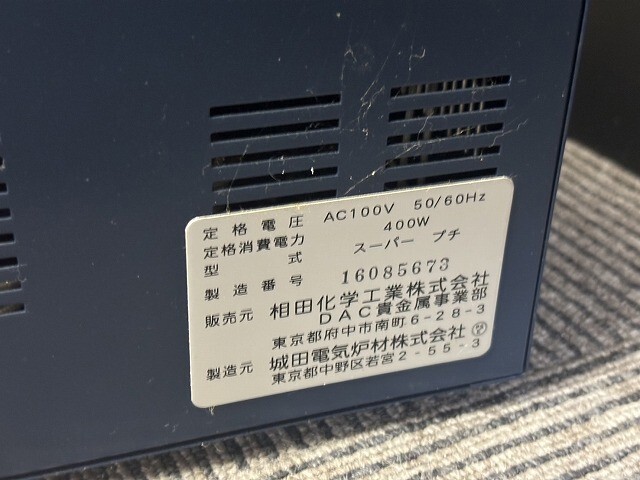 定格電圧 AC100V 50/60Hz
定格消費電力 400W
型式 スーパー プチ
製造番号 16085673
販売元 相田化学工業株式会社
DAC貴金属事業部
東京都府中市南町6-28-3
製造元 城田電気炉材株式会社
東京都中野区若宮2-55-3